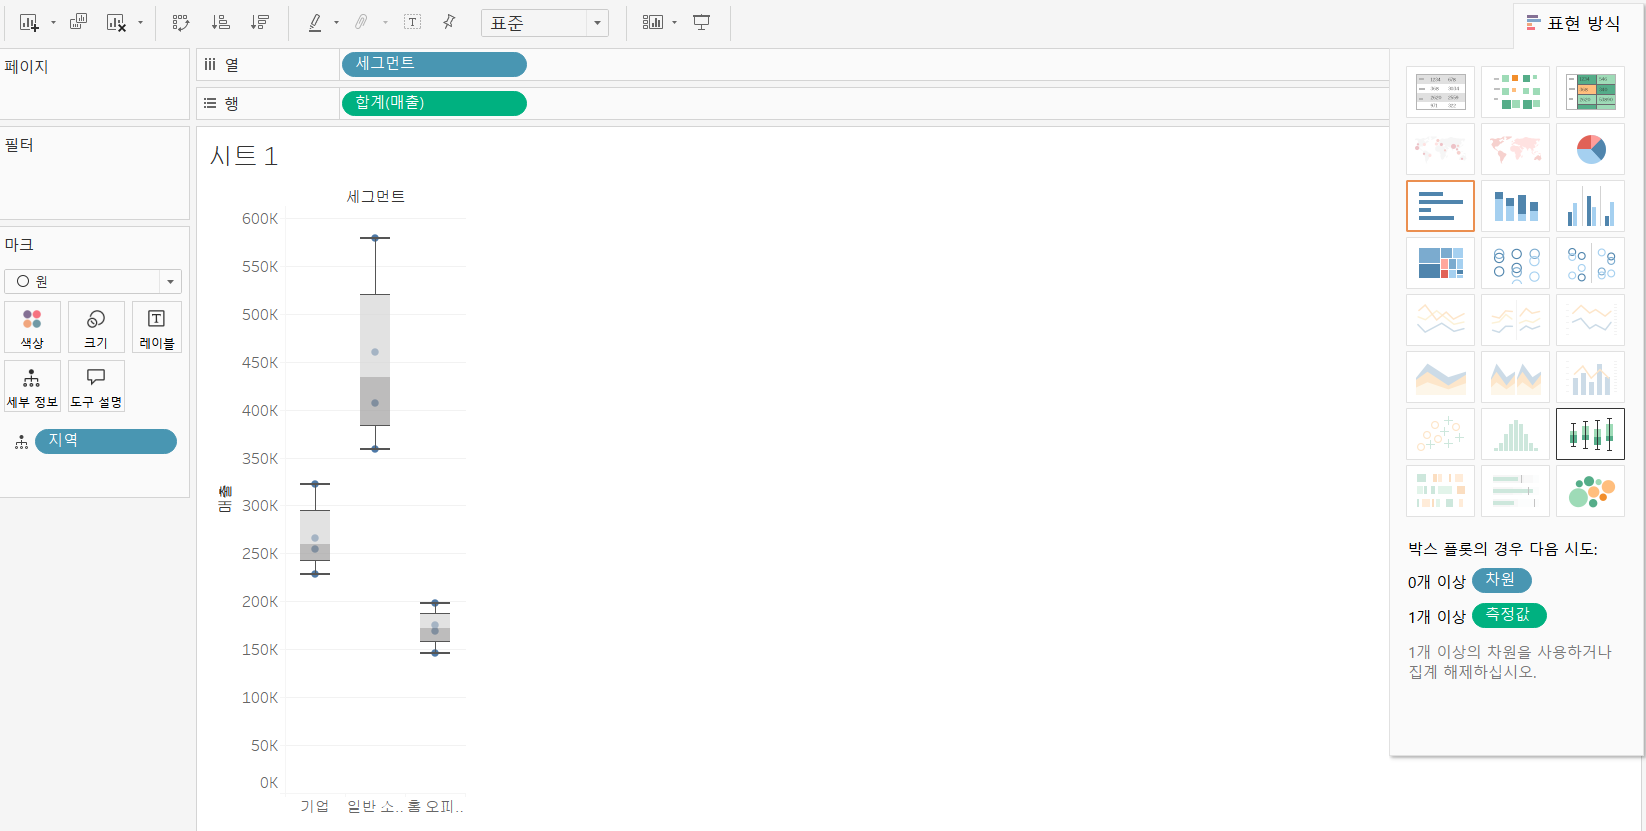 표준
표현 방식
페이지
열
세그먼트
행
합계(매출)
필터
마크
원
색상
크기
레이블
세부 정보
도구 설명
지역
시트 1
세그먼트
600K
550K
500K
450K
400K
350K
300K
250K
200K
150K
100K
50K
0K
매출
기업
일반 소..
홈 오피..
박스 플롯의 경우 다음 시도:
0개 이상 차원
1개 이상 측정값
1개 이상의 차원을 사용하거나
집계 해제하십시오.